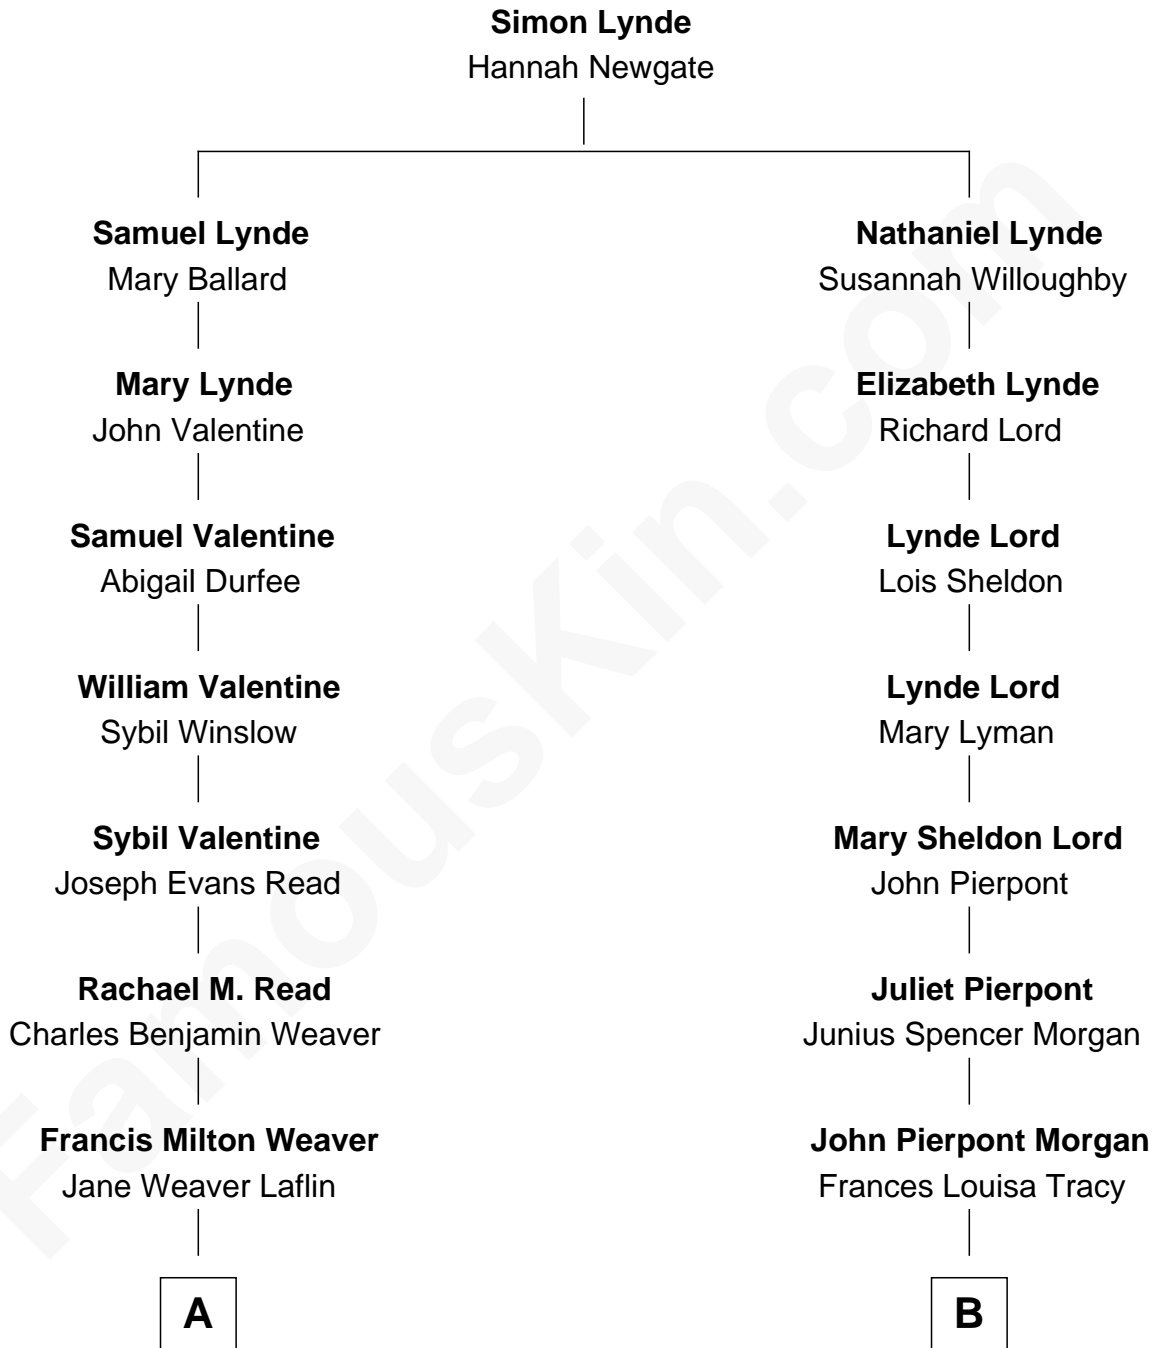 Simon Lynde
Hannah Newgate
Samuel Lynde
Mary Ballard
Nathaniel Lynde
Susannah Willoughby
Mary Lynde
John Valentine
Elizabeth Lynde
Richard Lord
Samuel Valentine
Abigail Durfee
Lynde Lord
Lois Sheldon
William Valentine
Sybil Winslow
Lynde Lord
Mary Lyman
Sybil Valentine
Joseph Evans Read
Mary Sheldon Lord
John Pierpont
Rachael M. Read
Charles Benjamin Weaver
Juliet Pierpont
Junius Spencer Morgan
Francis Milton Weaver
Jane Weaver Laflin
John Pierpont Morgan
Frances Louisa Tracy
A
B
FamousKin.com